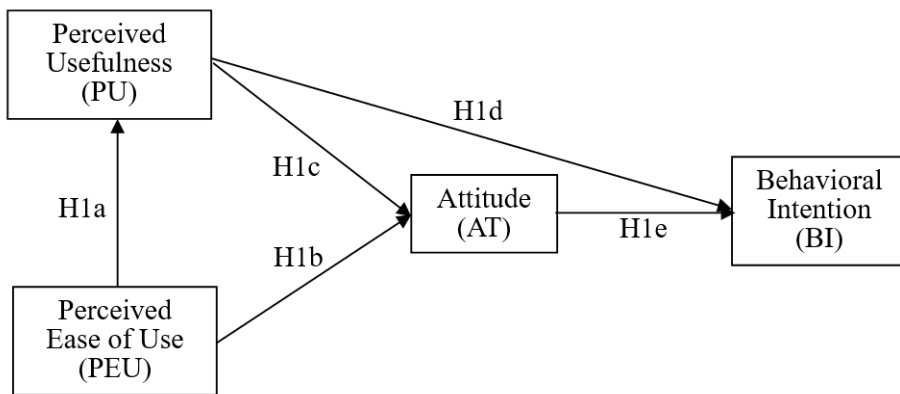 Perceived
Usefulness
(PU)
H1d
H1c
H1a
Attitude
(AT)
H1e
Behavioral
Intention
(BI)
H1b
Perceived
Ease of Use
(PEU)